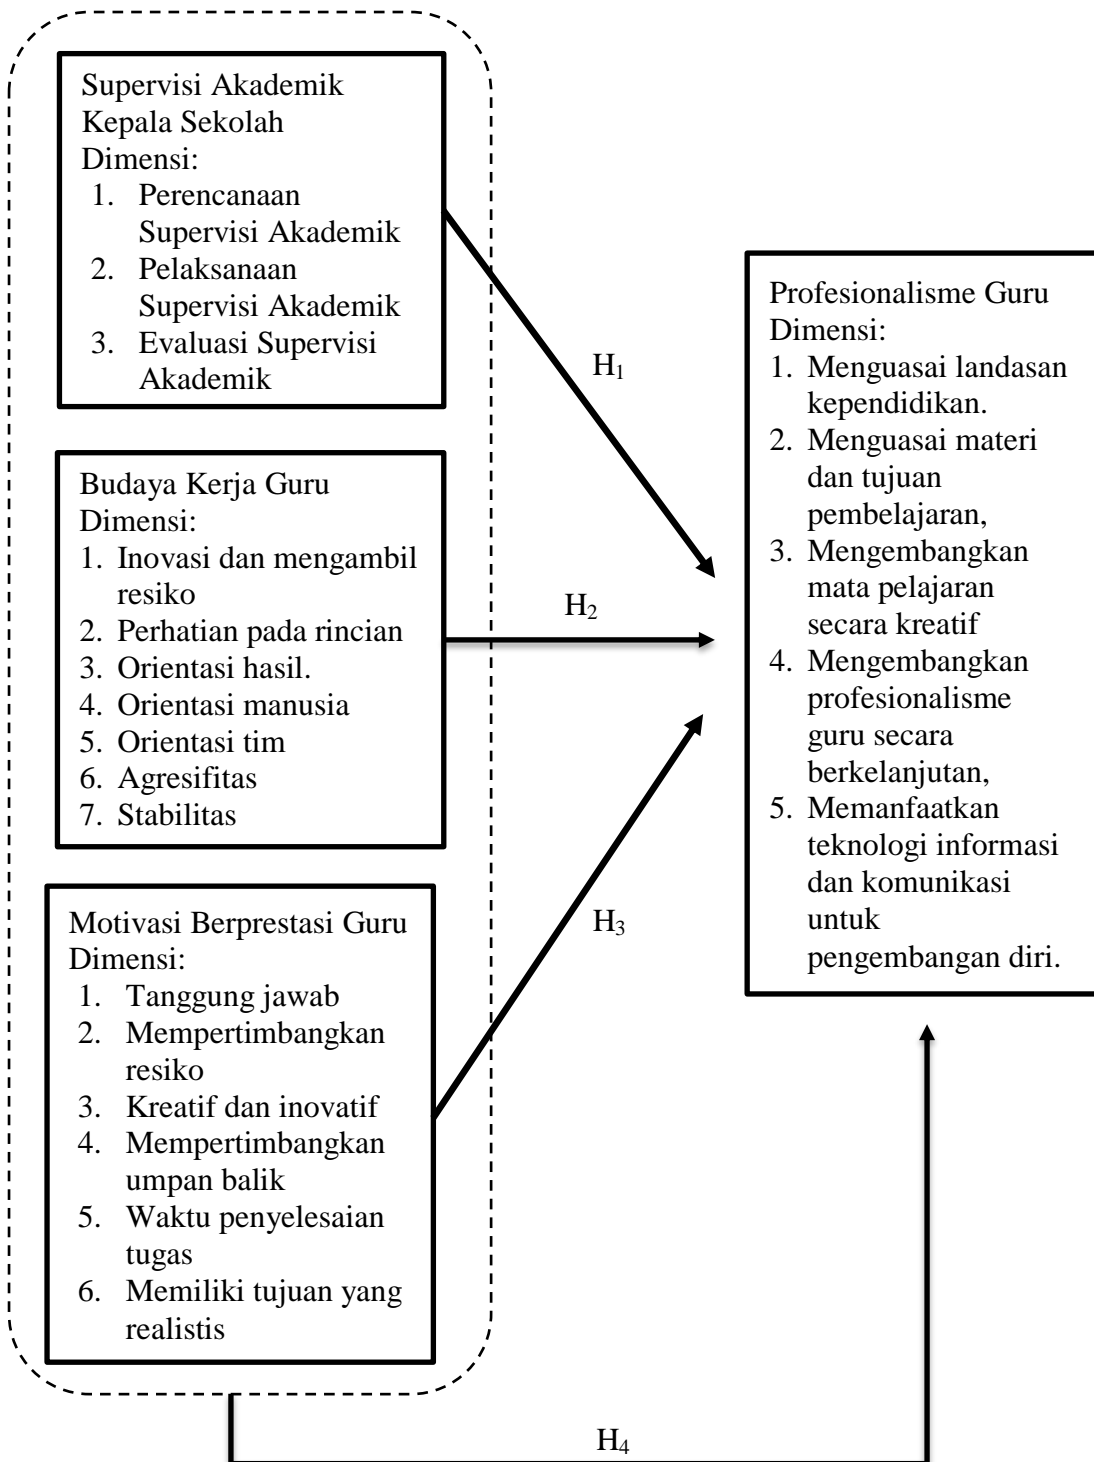 Supervisi Akademik
Kepala Sekolah
Dimensi:
1. Perencanaan
Supervisi Akademik
2. Pelaksanaan
Supervisi Akademik
3. Evaluasi Supervisi
Akademik
Budaya Kerja Guru
Dimensi:
1. Inovasi dan mengambil
resiko
2. Perhatian pada rincian
3. Orientasi hasil.
4. Orientasi manusia
5. Orientasi tim
6. Agresifitas
7. Stabilitas
Motivasi Berprestasi Guru
Dimensi:
1. Tanggung jawab
2. Mempertimbangkan
resiko
3. Kreatif dan inovatif
4. Mempertimbangkan
umpan balik
5. Waktu penyelesaian
tugas
6. Memiliki tujuan yang
realistis
H₁
H₂
H₃
H₄
Profesionalisme Guru
Dimensi:
1. Menguasai landasan
kependidikan.
2. Menguasai materi
dan tujuan
pembelajaran,
3. Mengembangkan
mata pelajaran
secara kreatif
4. Mengembangkan
profesionalisme
guru secara
berkelanjutan,
5. Memanfaatkan
teknologi informasi
dan komunikasi
untuk
pengembangan diri.